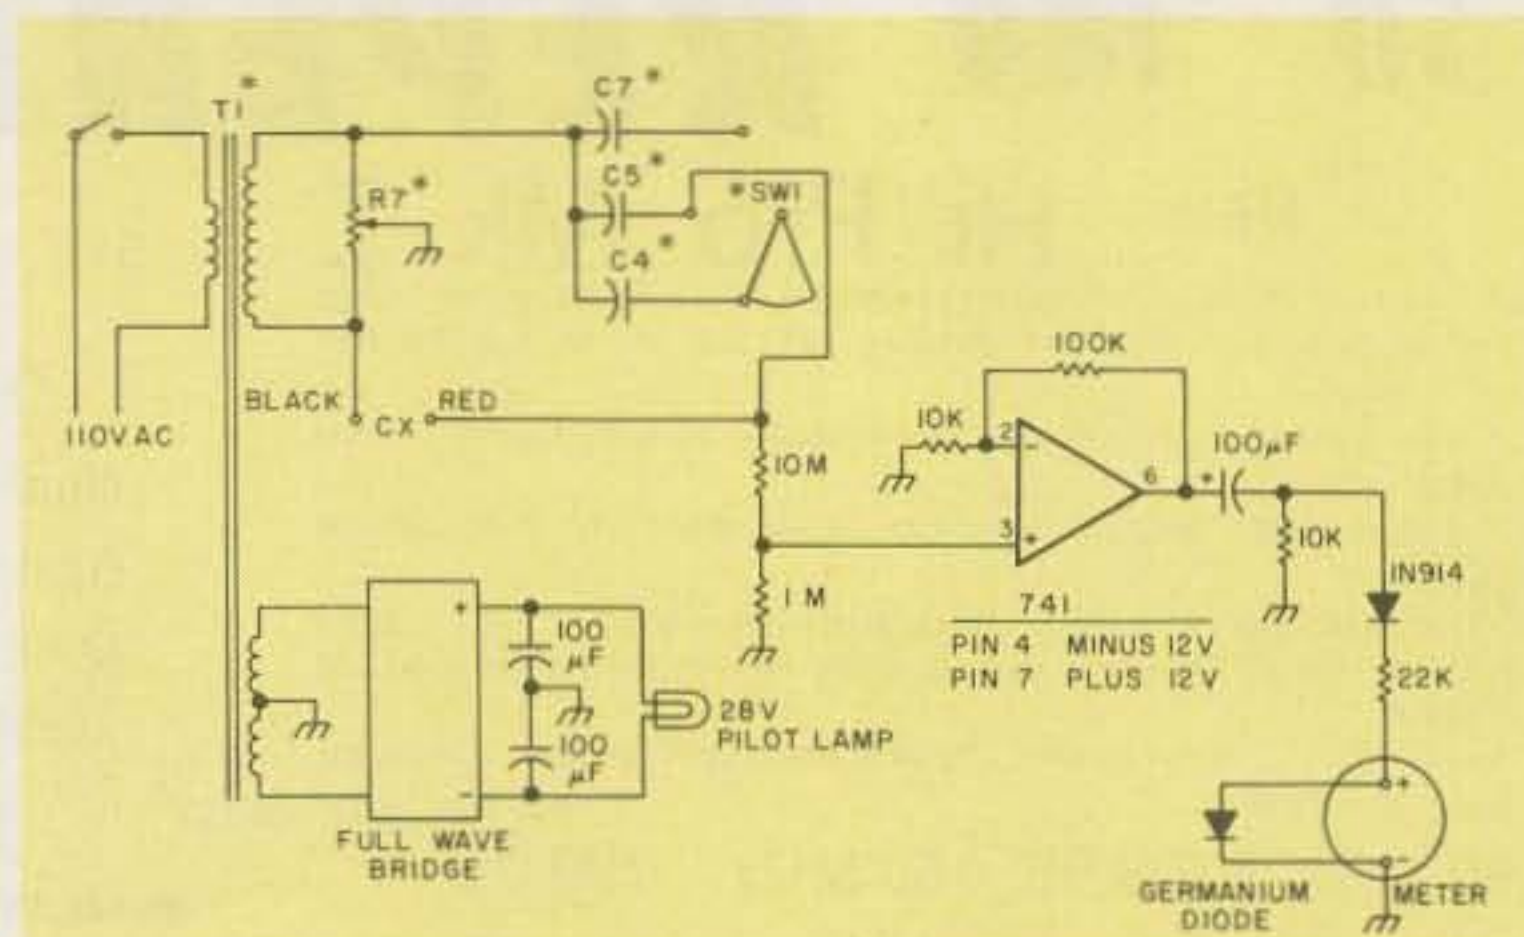 T1*
C7*
R7*
C5*
*SW1
C4*
110VAC
BLACK
CX
RED
10M
1 M
100K
10K
2
-
3
+
6
741
PIN 4 MINUS 12V
PIN 7 PLUS 12V
+
100µF
10K
1N914
22K
+
-
METER
GERMANIUM
DIODE
+
-
100
µF
100
µF
28V
PILOT LAMP
FULL WAVE
BRIDGE